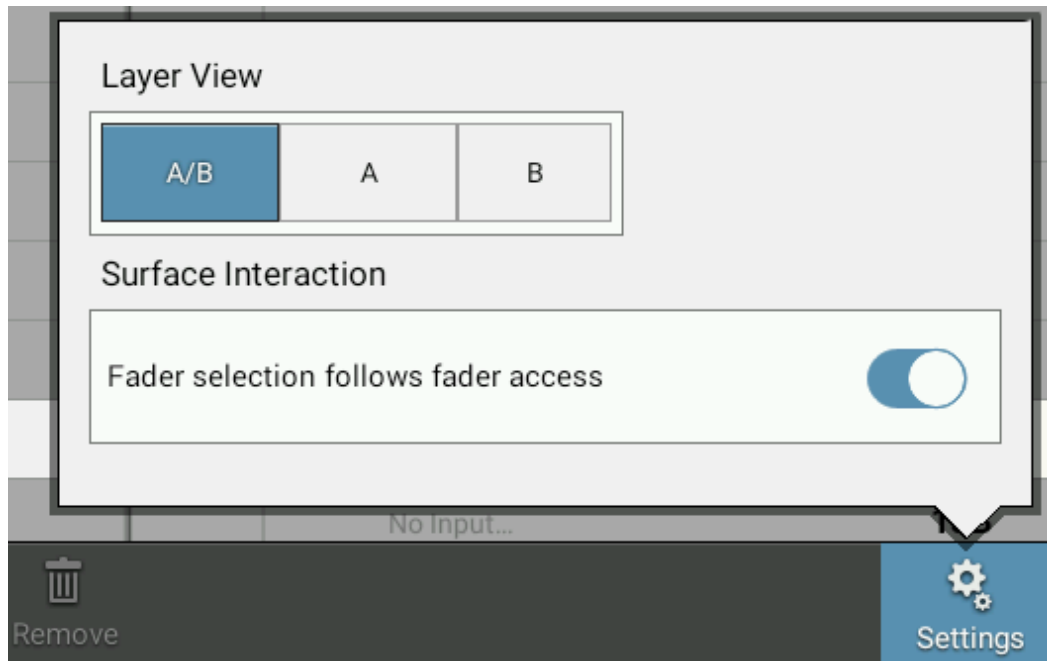 Layer View
A/B A B
Surface Interaction
Fader selection follows fader access
No Input...
Remove
Settings